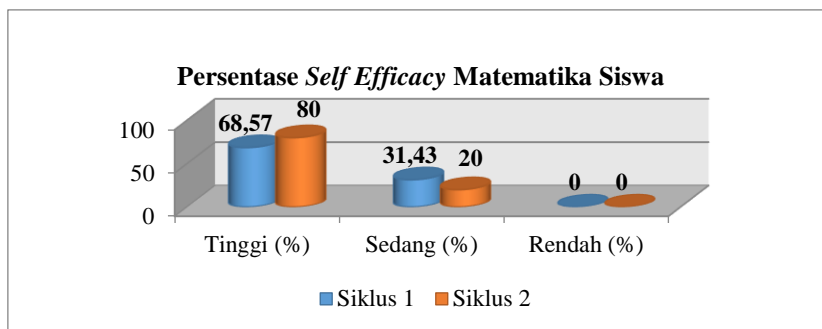 Persentase Self Efficacy Matematika Siswa
100
50
0
68,57 80
31,43 20
0 0
Tinggi (%) Sedang (%) Rendah (%)
Siklus 1 Siklus 2